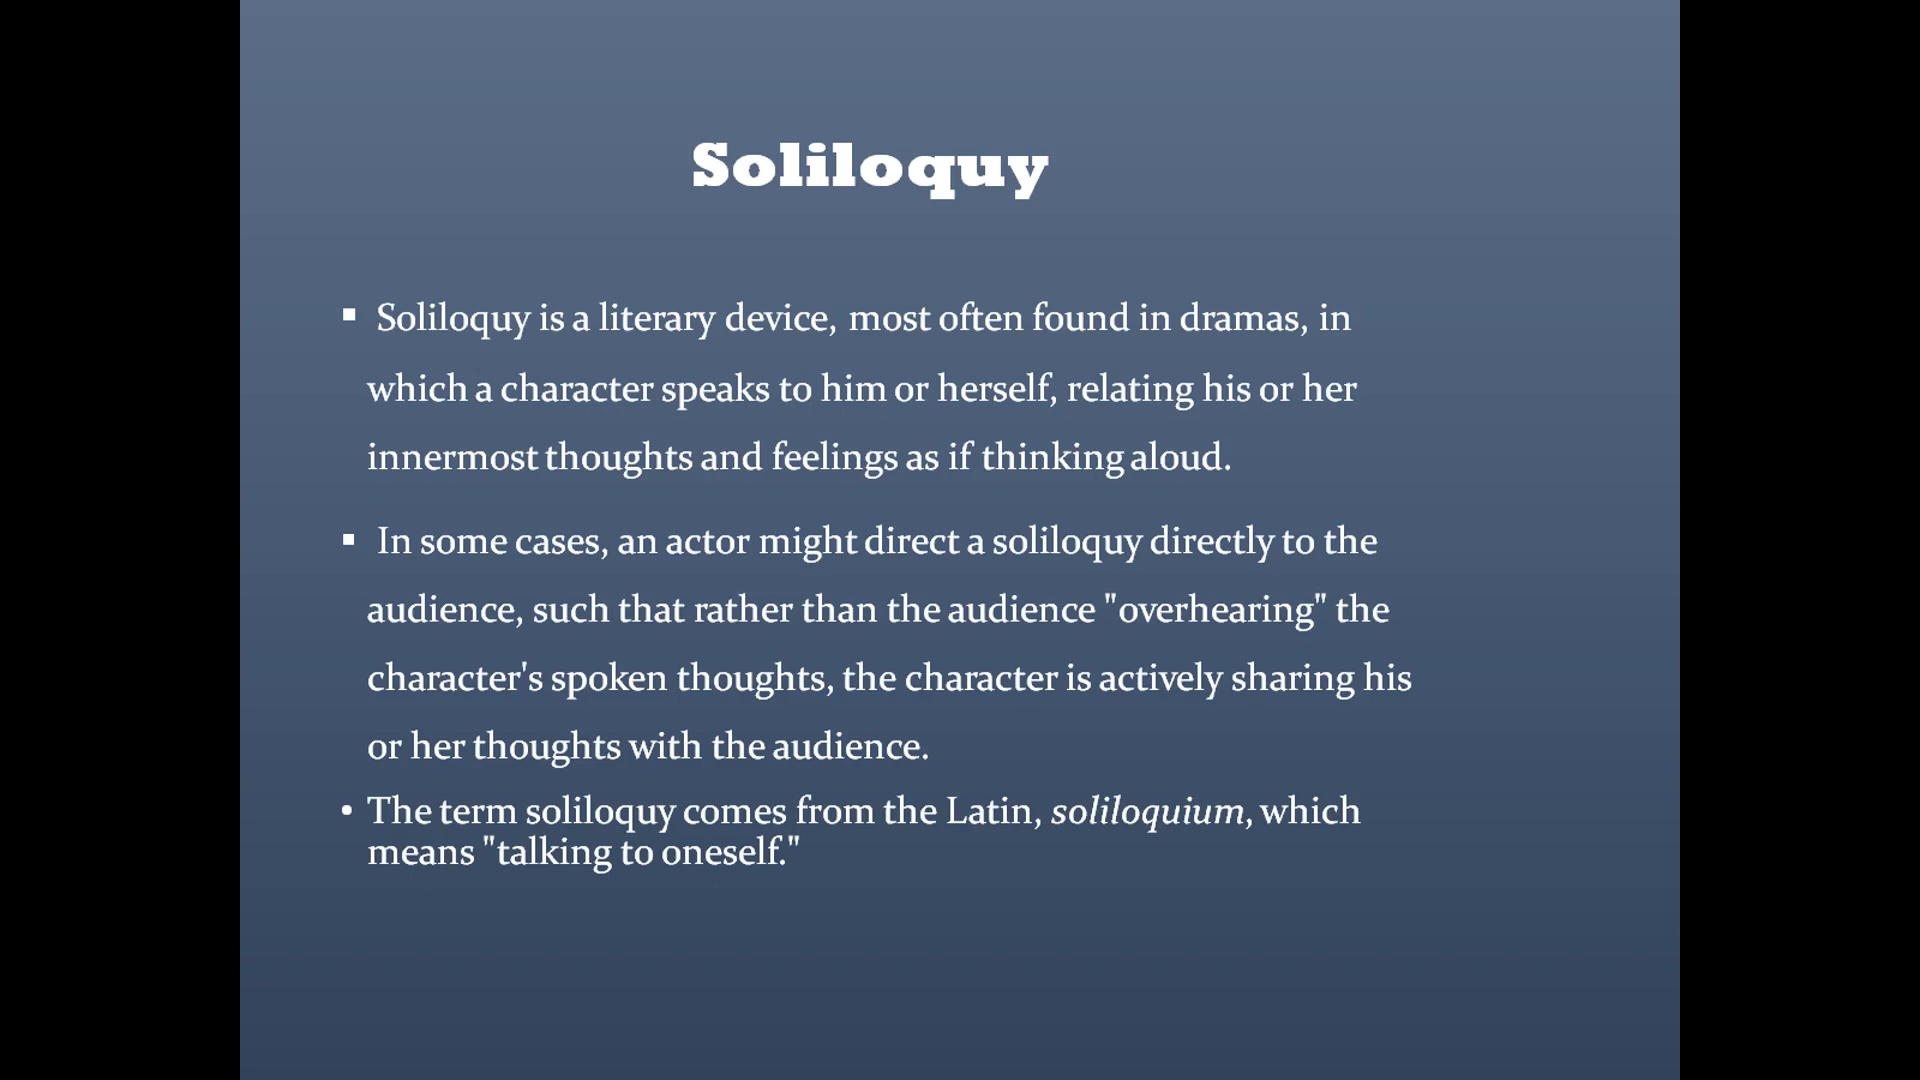 Soliloquy
▪ Soliloquy is a literary device, most often found in dramas, in
which a character speaks to him or herself, relating his or her
innermost thoughts and feelings as if thinking aloud.
▪ In some cases, an actor might direct a soliloquy directly to the
audience, such that rather than the audience "overhearing" the
character's spoken thoughts, the character is actively sharing his
or her thoughts with the audience.
• The term soliloquy comes from the Latin, soliloquium, which
means "talking to oneself."